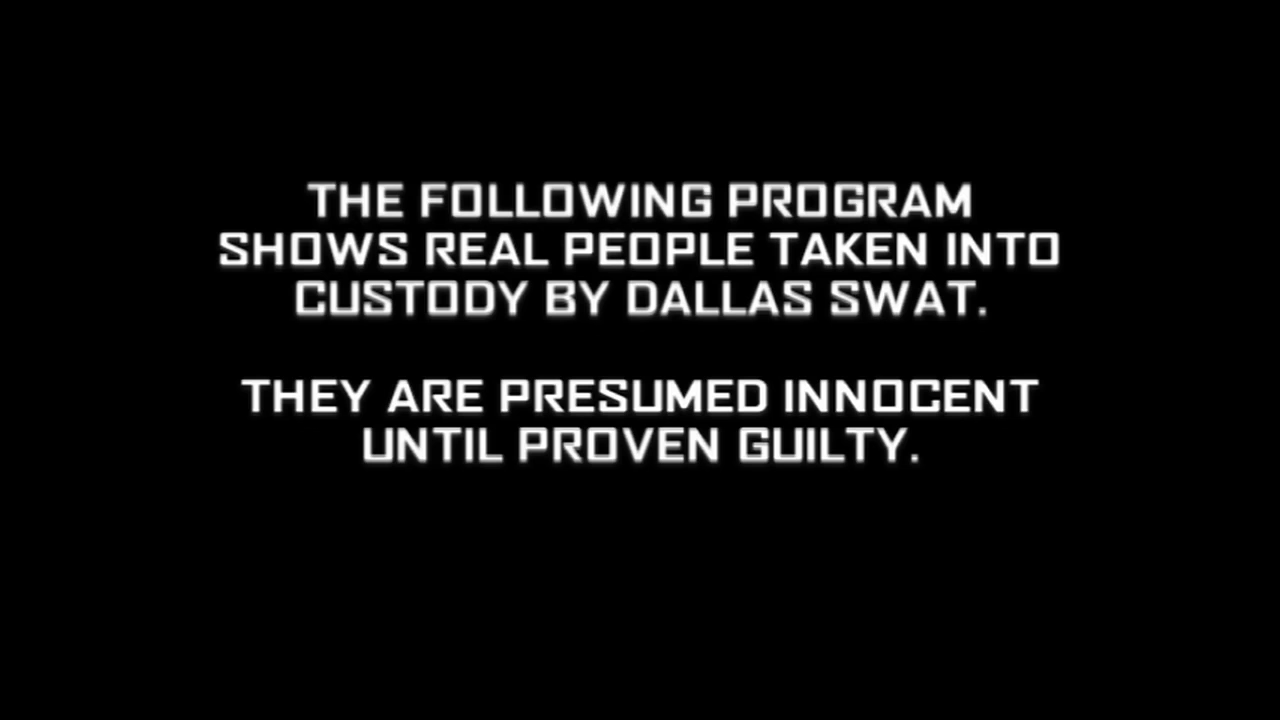 THE FOLLOWING PROGRAM
SHOWS REAL PEOPLE TAKEN INTO
CUSTODY BY DALLAS SWAT.
THEY ARE PRESUMED INNOCENT
UNTIL PROVEN GUILTY.